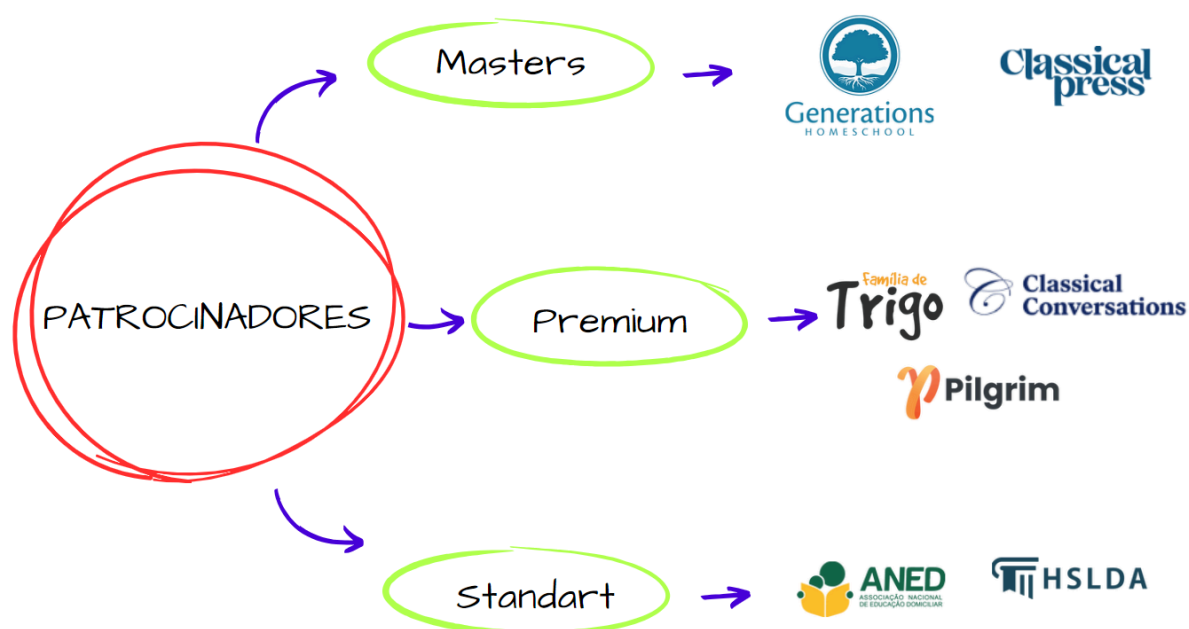 Masters
Generations
HOMESCHOOL
Classical
press
PATROCINADORES
Premium
Família de
Trigo
Classical
Conversations
Pilgrim
Standart
ANED
ASSOCIAÇÃO NACIONAL
DE EDUCAÇÃO DOMICILIAR
HSLDA